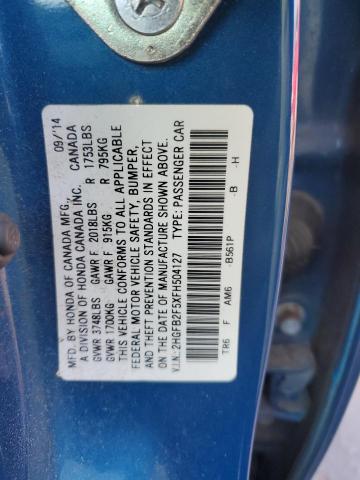 MFD. BY HONDA OF CANADA MFG., 09/14
A DIVISION OF HONDA CANADA INC. CANADA
GVWR 3748LBS GAWR F 2018LBS R 1753LBS
GVWR 1700KG GAWR F 915KG R 795KG
THIS VEHICLE CONFORMS TO ALL APPLICABLE
FEDERAL MOTOR VEHICLE SAFETY, BUMPER,
AND THEFT PREVENTION STANDARDS IN EFFECT
ON THE DATE OF MANUFACTURE SHOWN ABOVE.
V.I.N.: 2HGFB2F5XFH504127 TYPE: PASSENGER CAR
TR6 F AM6 -B561P -B -H